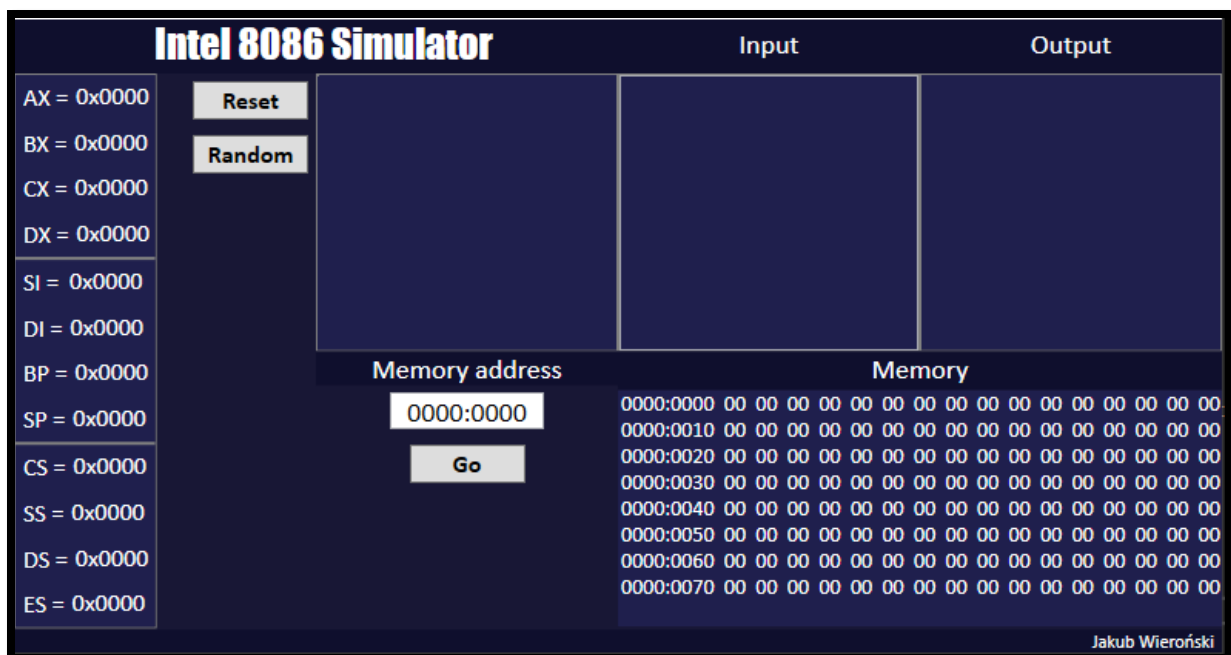 Intel 8086 Simulator Input Output
AX = 0x0000
BX = 0x0000
CX = 0x0000
DX = 0x0000
SI = 0x0000
DI = 0x0000
BP = 0x0000
SP = 0x0000
CS = 0x0000
SS = 0x0000
DS = 0x0000
ES = 0x0000
Reset
Random
Memory address
0000:0000
Go
Memory
0000:0000 00 00 00 00 00 00 00 00 00 00 00 00 00 00 00 00
0000:0010 00 00 00 00 00 00 00 00 00 00 00 00 00 00 00 00
0000:0020 00 00 00 00 00 00 00 00 00 00 00 00 00 00 00 00
0000:0030 00 00 00 00 00 00 00 00 00 00 00 00 00 00 00 00
0000:0040 00 00 00 00 00 00 00 00 00 00 00 00 00 00 00 00
0000:0050 00 00 00 00 00 00 00 00 00 00 00 00 00 00 00 00
0000:0060 00 00 00 00 00 00 00 00 00 00 00 00 00 00 00 00
0000:0070 00 00 00 00 00 00 00 00 00 00 00 00 00 00 00 00
Jakub Wieroński